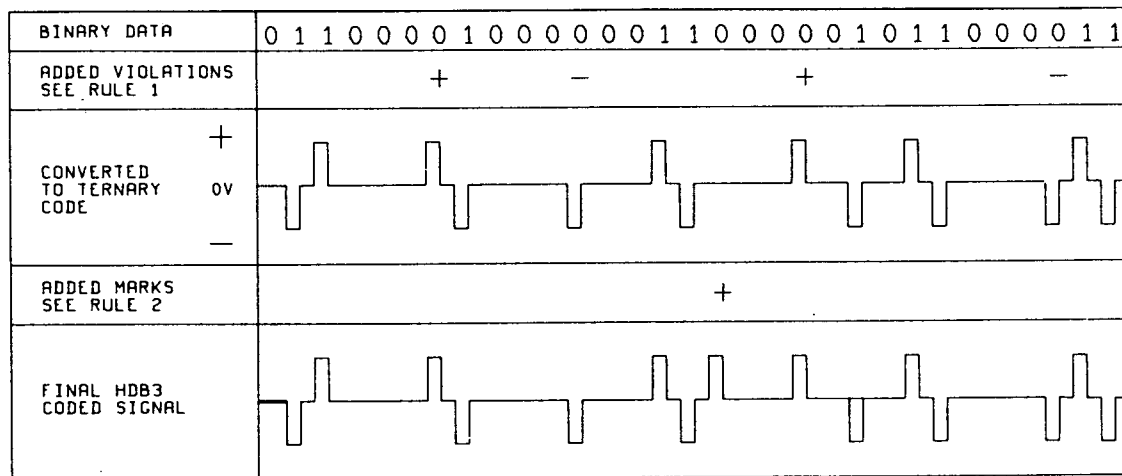 BINARY DATA 0 1 1 0 0 0 0 1 0 0 0 0 0 0 1 1 0 0 0 0 0 1 0 1 1 0 0 0 0 1 1
ADDED VIOLATIONS + − + −
SEE RULE 1
+
CONVERTED
TO TERNARY 0V
CODE
−
ADDED MARKS +
SEE RULE 2
FINAL HDB3
CODED SIGNAL